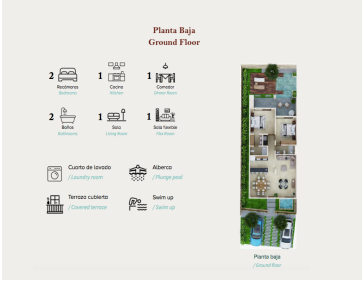 Planta Baja
Ground Floor
2 1 1
Recámaras Cocina Comedor
Bedrooms Kitchen Dinner Room
2 1 1
Baños Sala Sala flexible
Bathrooms Living Room Flex Room
Cuarto de lavado Alberca
/ Laundry room / Plunge pool
Terraza cubierta Swim up
/ Covered terrace / Swim up
Planta baja
/ Ground floor